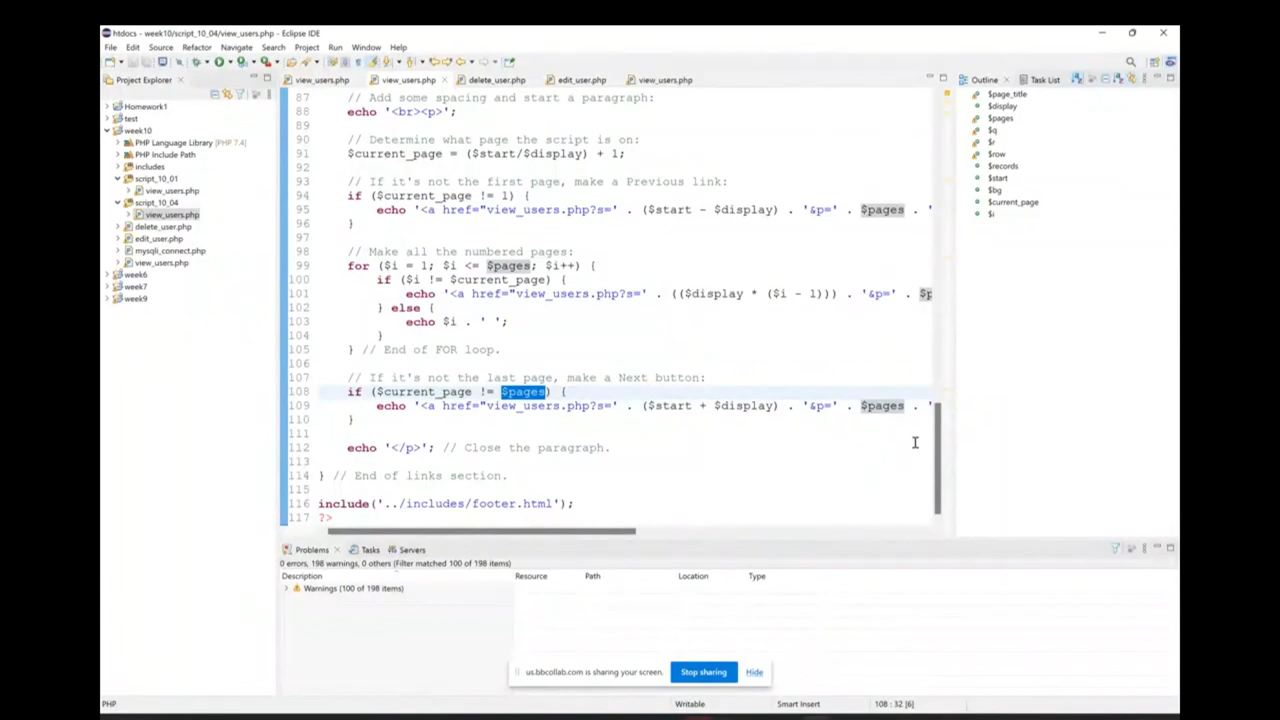 htdocs - week10/script_10_04/view_users.php - Eclipse IDE
File Edit Source Refactor Navigate Search Project Run Window Help
Project Explorer
view_users.php view_users.php delete_user.php edit_user.php view_users.php
Outline Task List
Homework1
test
week10
PHP Language Library [PHP 7.4]
PHP Include Path
includes
script_10_01
view_users.php
script_10_04
view_users.php
delete_user.php
edit_user.php
mysqli_connect.php
view_users.php
week6
week7
week9
87 // Add some spacing and start a paragraph:
88 echo '<br><p>';
89
90 // Determine what page the script is on:
91 $current_page = ($start/$display) + 1;
92
93 // If it's not the first page, make a Previous link:
94 if ($current_page != 1) {
95 echo '<a href="view_users.php?s=' . ($start - $display) . '&p=' . $pages . '
96 }
97
98 // Make all the numbered pages:
99 for ($i = 1; $i <= $pages; $i++) {
100 if ($i != $current_page) {
101 echo '<a href="view_users.php?s=' . (($display * ($i - 1))) . '&p=' . $p
102 } else {
103 echo $i . ' ';
104 }
105 } // End of FOR loop.
106
107 // If it's not the last page, make a Next button:
108 if ($current_page != $pages) {
109 echo '<a href="view_users.php?s=' . ($start + $display) . '&p=' . $pages . '
110 }
111
112 echo '</p>'; // Close the paragraph.
113
114 } // End of links section.
115
116 include('../includes/footer.html');
117 ?>
$page_title
$display
$pages
$q
$r
$row
$records
$start
$bg
$current_page
$i
Problems Tasks Servers
0 errors, 198 warnings, 0 others (Filter matched 100 of 198 items)
Description Resource Path Location Type
Warnings (100 of 198 items)
us.bbcollab.com is sharing your screen. Stop sharing Hide
PHP Writable Smart Insert 108 : 32 [6]